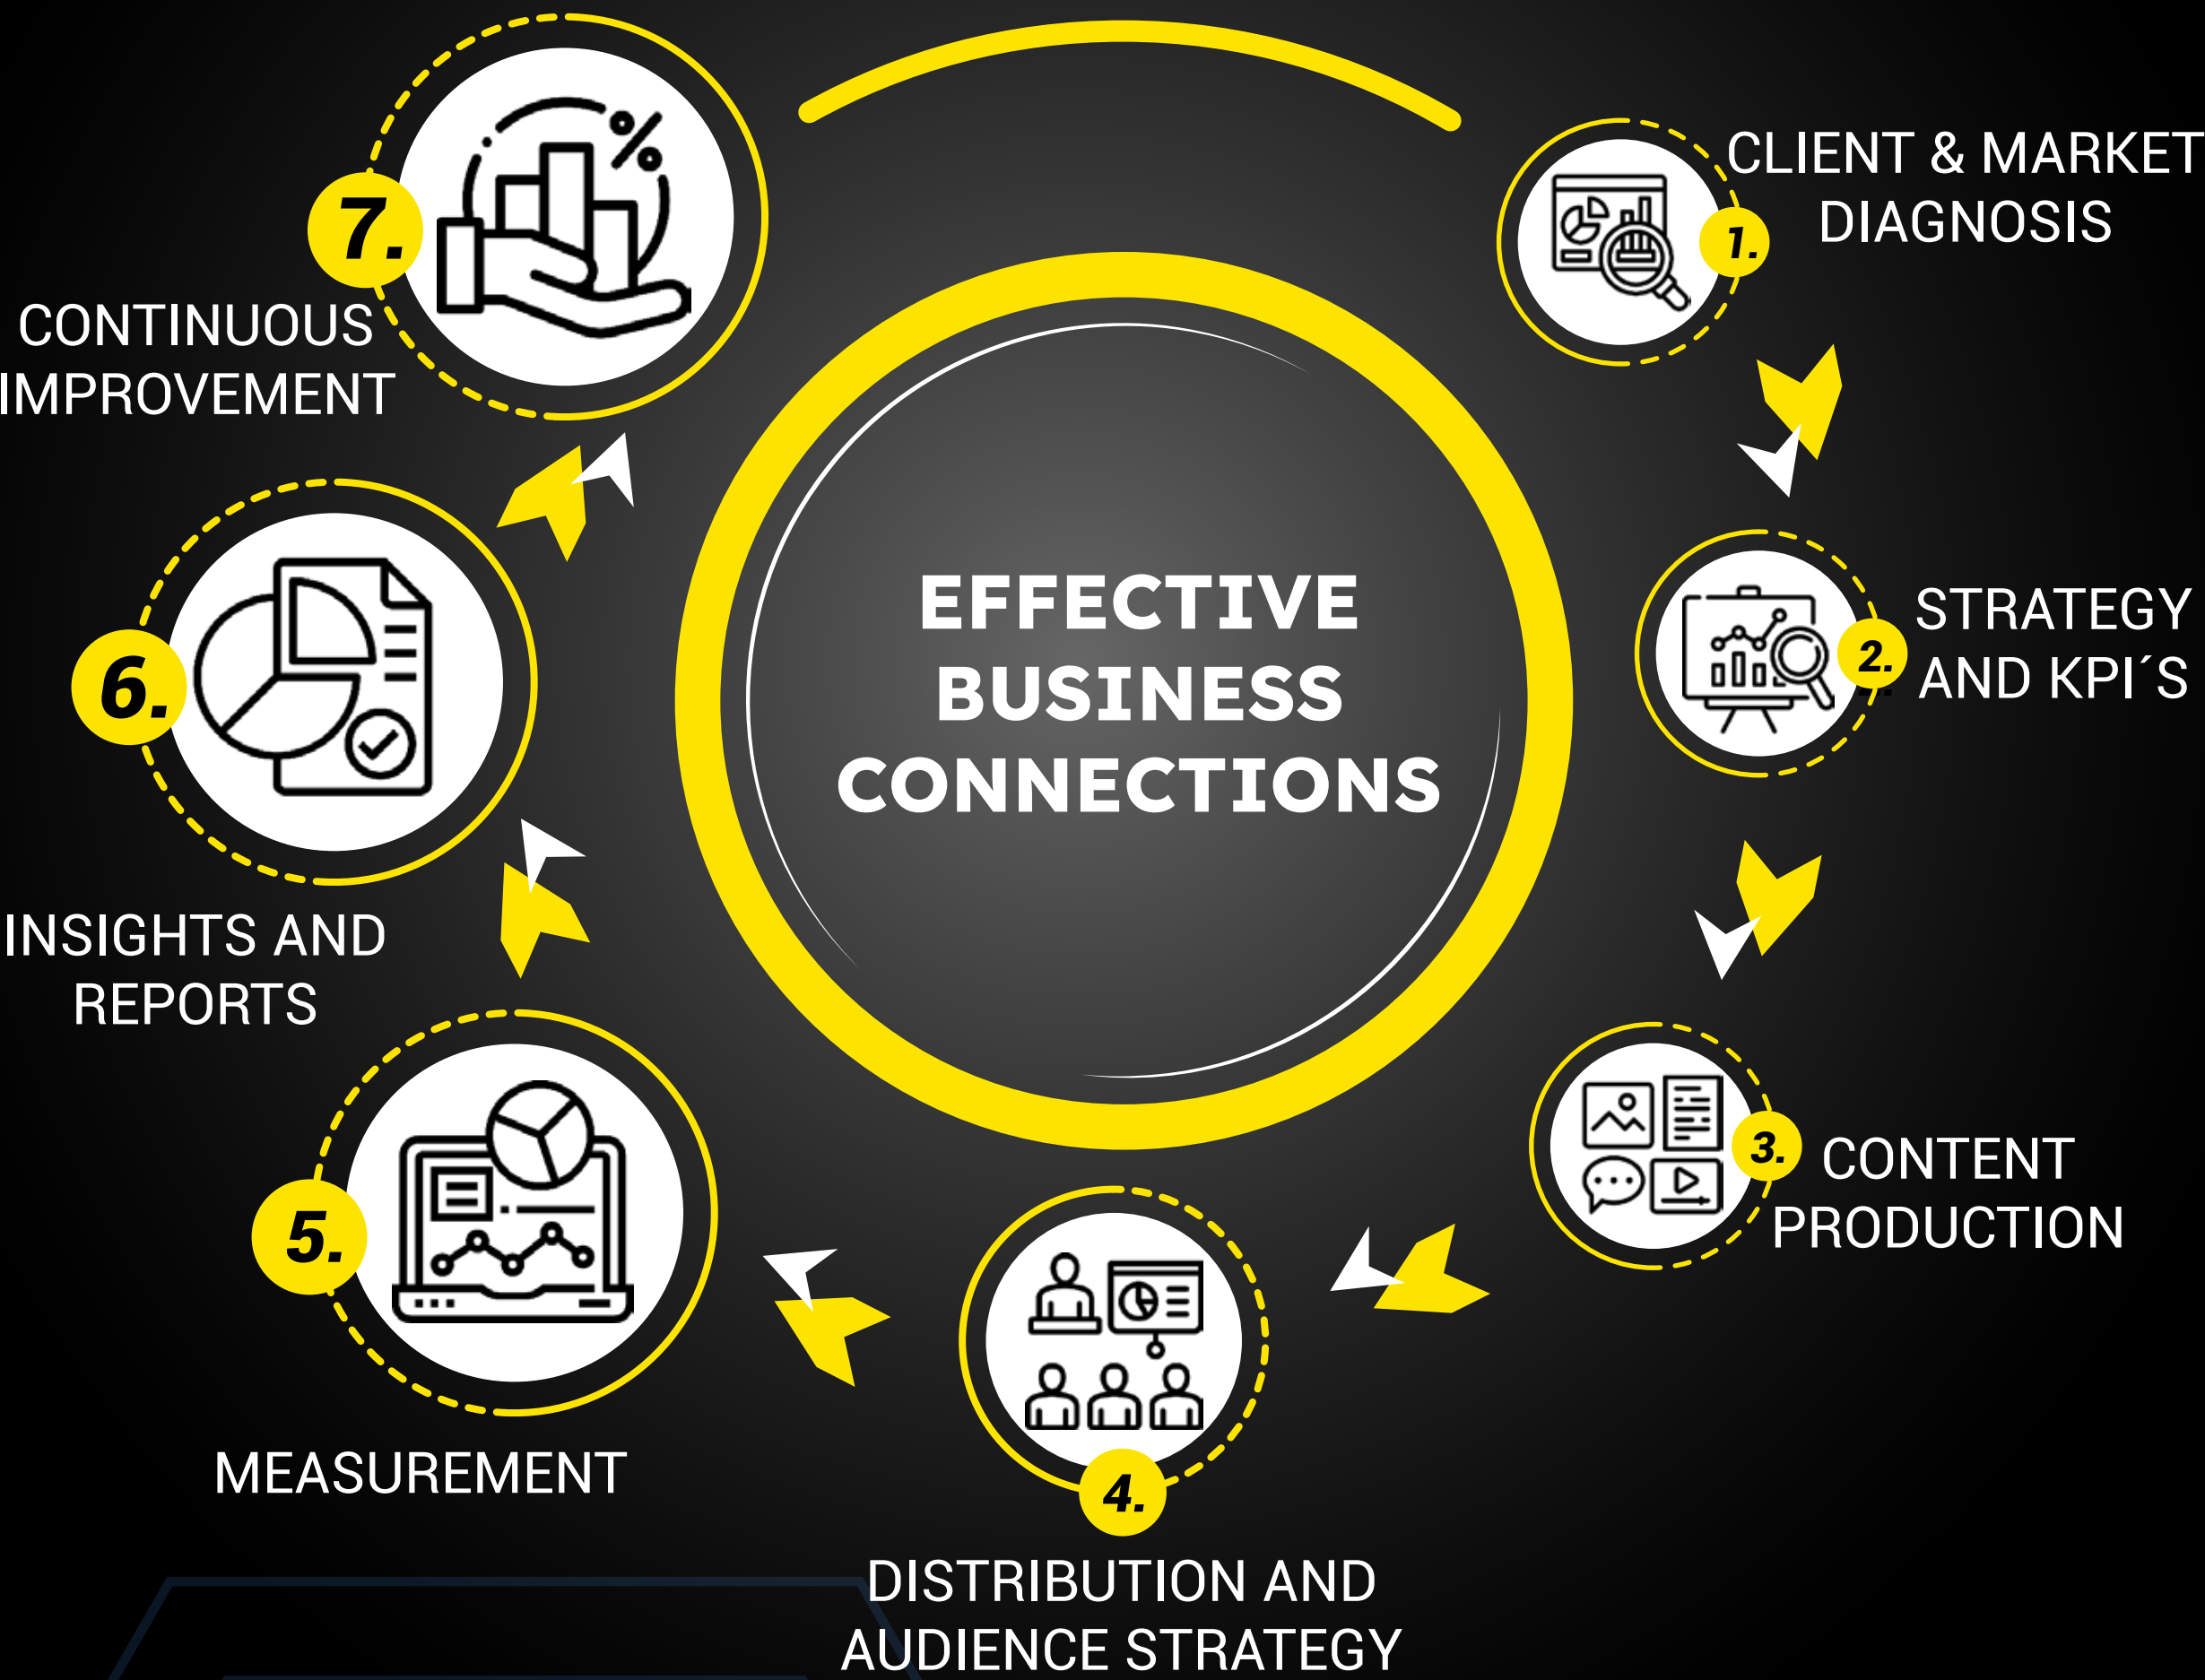 EFFECTIVE
BUSINESS
CONNECTIONS
1.
CLIENT & MARKET
DIAGNOSIS
2.
STRATEGY
AND KPI´S
3.
CONTENT
PRODUCTION
4.
DISTRIBUTION AND
AUDIENCE STRATEGY
5.
MEASUREMENT
6.
INSIGHTS AND
REPORTS
7.
CONTINUOUS
IMPROVEMENT
%